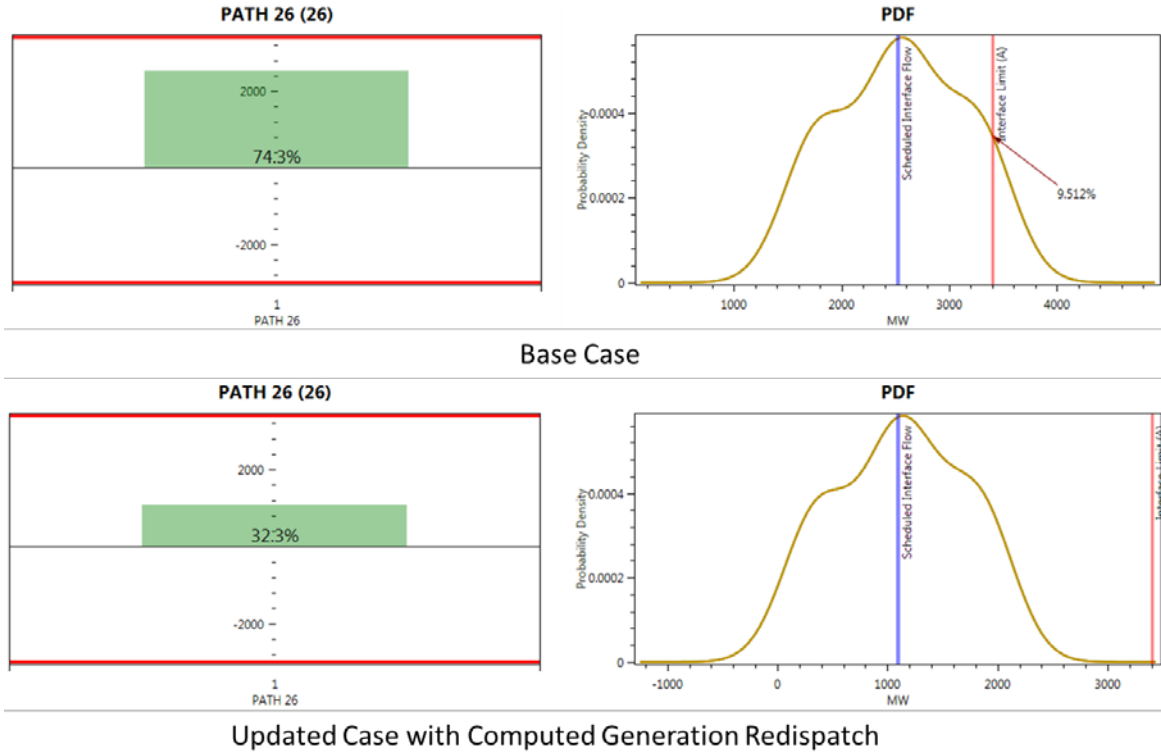 PATH 26 (26)
2000
74.3%
-2000
1
PATH 26
PDF
Probability Density
0.0004
0.0002
0
Scheduled Interface Flow
Interface Limit (A)
9.512%
1000 2000 3000 4000
MW
Base Case
PATH 26 (26)
2000
32.3%
-2000
1
PATH 26
PDF
Probability Density
0.0004
0.0002
0
Scheduled Interface Flow
Interface Limit (A)
-1000 0 1000 2000 3000
MW
Updated Case with Computed Generation Redispatch